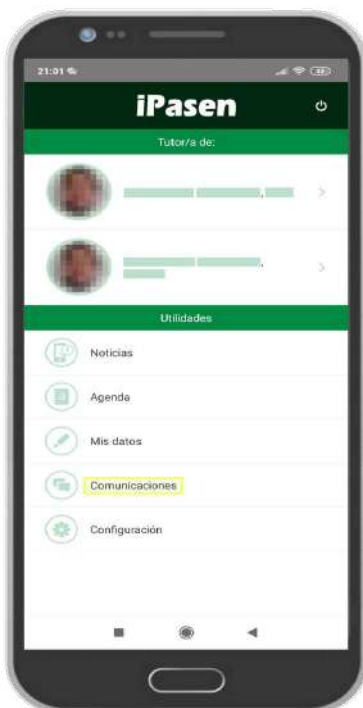 21:01
iPasen
Tutor/a de:
Utilidades
Noticias
Agenda
Mis datos
Comunicaciones
Configuración